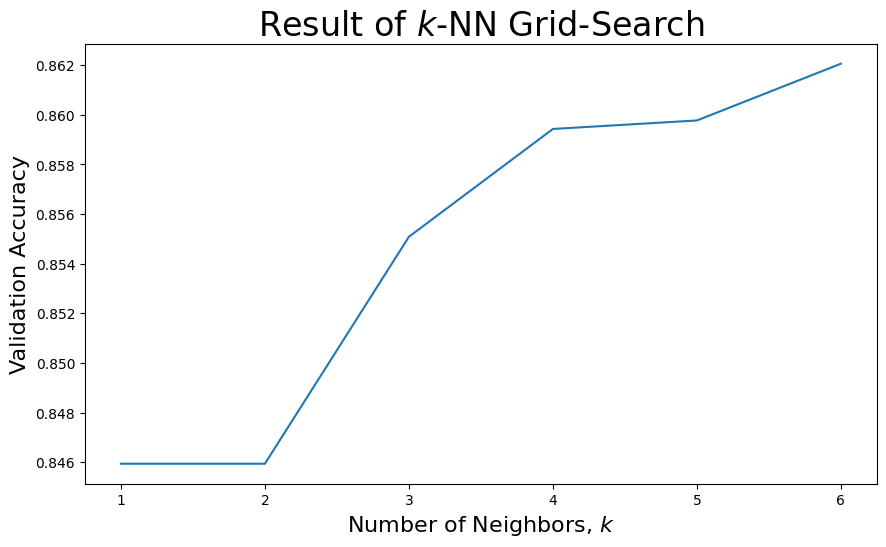 Result of k-NN Grid-Search
Validation Accuracy
0.862
0.860
0.858
0.856
0.854
0.852
0.850
0.848
0.846
1 2 3 4 5 6
Number of Neighbors, k